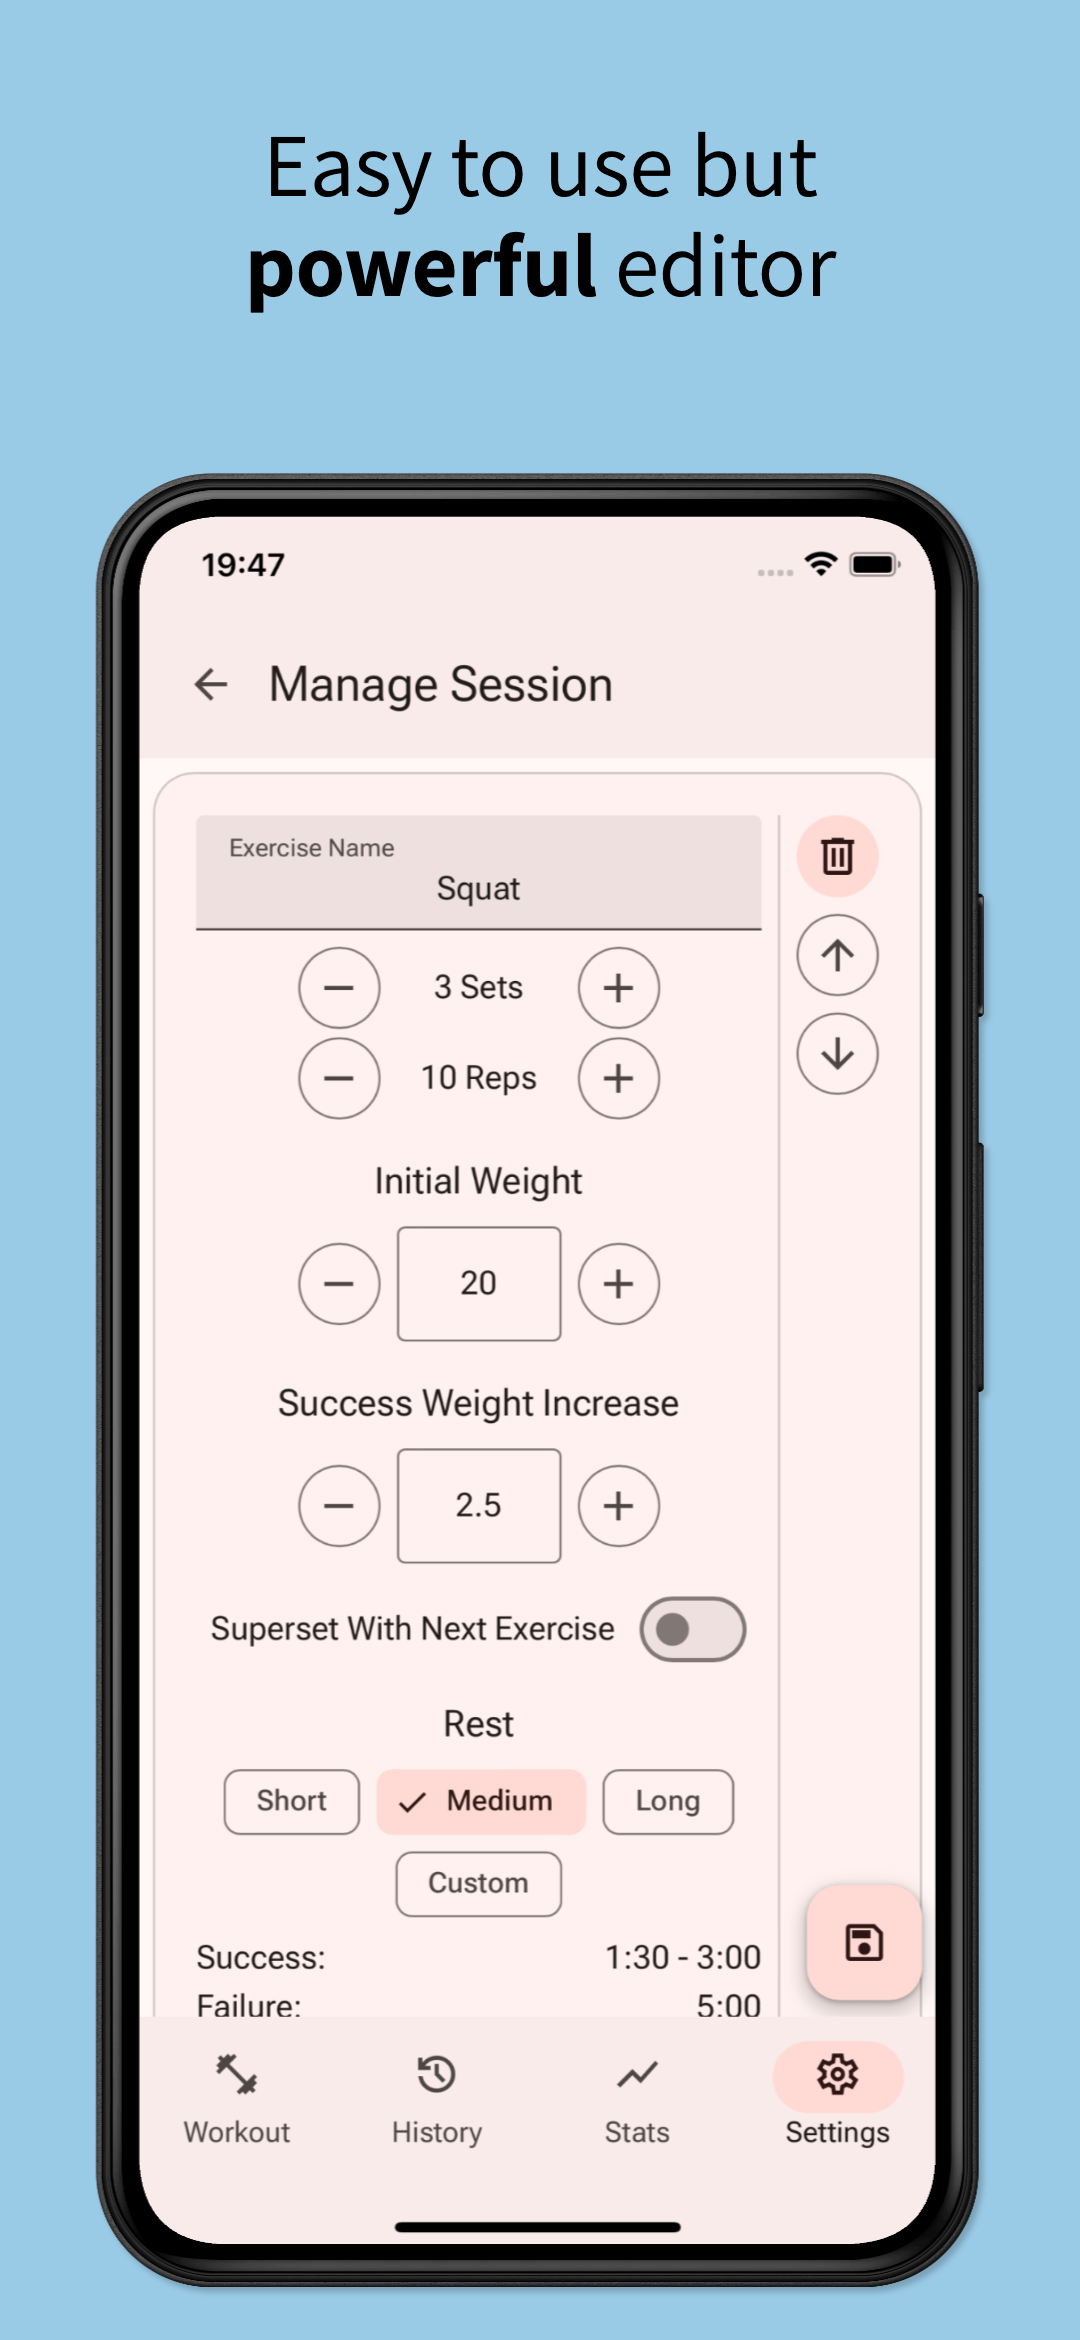 Easy to use but
powerful editor
19:47
Manage Session
Exercise Name
Squat
3 Sets
10 Reps
Initial Weight
20
Success Weight Increase
2.5
Superset With Next Exercise
Rest
Short
Medium
Long
Custom
Success: 1:30 - 3:00
Failure: 5:00
Workout
History
Stats
Settings